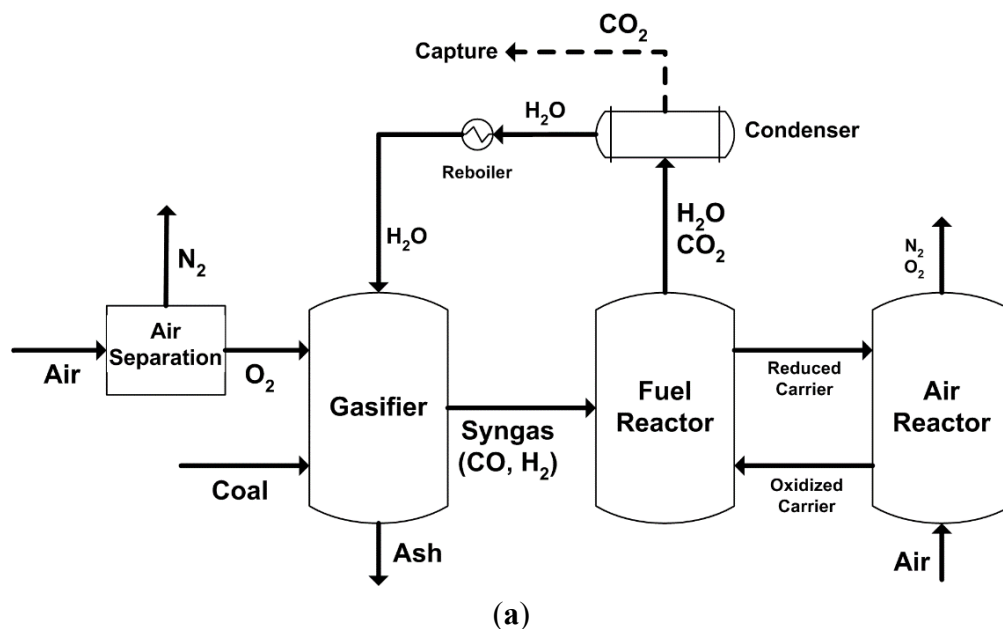 CO₂
Capture
H₂O
Condenser
Reboiler
H₂O
CO₂
H₂O
N₂
N₂
O₂
Air
Separation
Air
O₂
Gasifier
Syngas
(CO, H₂)
Fuel
Reactor
Reduced
Carrier
Air
Reactor
Oxidized
Carrier
Coal
Ash
Air
(a)